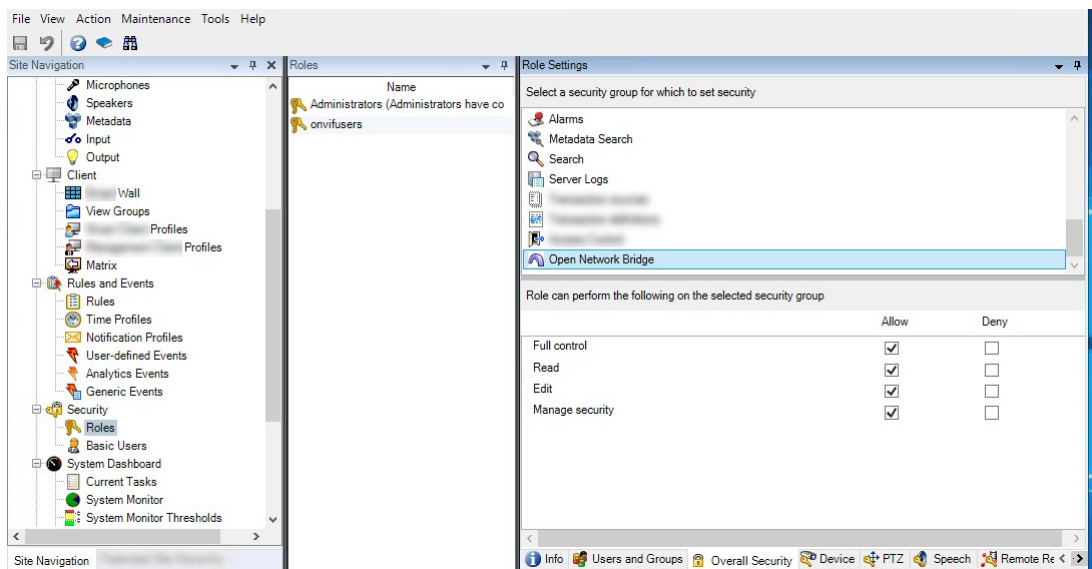 File View Action Maintenance Tools Help
Site Navigation
Microphones
Speakers
Metadata
Input
Output
Client
Wall
View Groups
Profiles
Profiles
Matrix
Rules and Events
Rules
Time Profiles
Notification Profiles
User-defined Events
Analytics Events
Generic Events
Security
Roles
Basic Users
System Dashboard
Current Tasks
System Monitor
System Monitor Thresholds
Site Navigation
Roles
Name
Administrators (Administrators have co
onvifusers
Role Settings
Select a security group for which to set security
Alarms
Metadata Search
Search
Server Logs
Open Network Bridge
Role can perform the following on the selected security group
Allow Deny
Full control
Read
Edit
Manage security
Info Users and Groups Overall Security Device PTZ Speech Remote Re